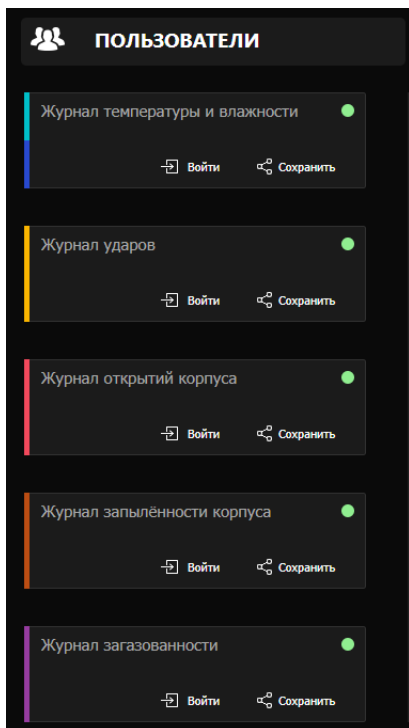 ПОЛЬЗОВАТЕЛИ
Журнал температуры и влажности
Войти Сохранить
Журнал ударов
Войти Сохранить
Журнал открытий корпуса
Войти Сохранить
Журнал запылённости корпуса
Войти Сохранить
Журнал загазованности
Войти Сохранить